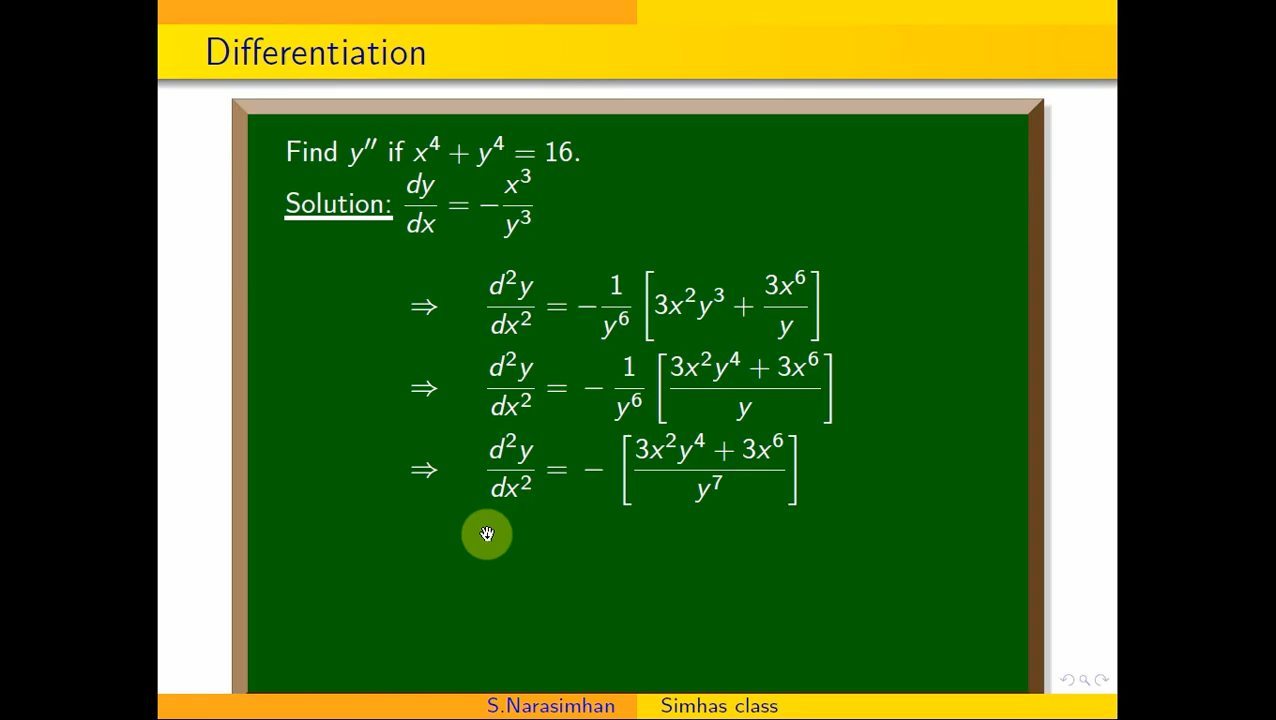 Differentiation
Find y″ if x⁴ + y⁴ = 16.
Solution: dy/dx = −x³/y³
⇒ d²y/dx² = −1/y⁶ [3x²y³ + 3x⁶/y]
⇒ d²y/dx² = − 1/y⁶ [(3x²y⁴ + 3x⁶)/y]
⇒ d²y/dx² = − [(3x²y⁴ + 3x⁶)/y⁷]
S.Narasimhan Simhas class